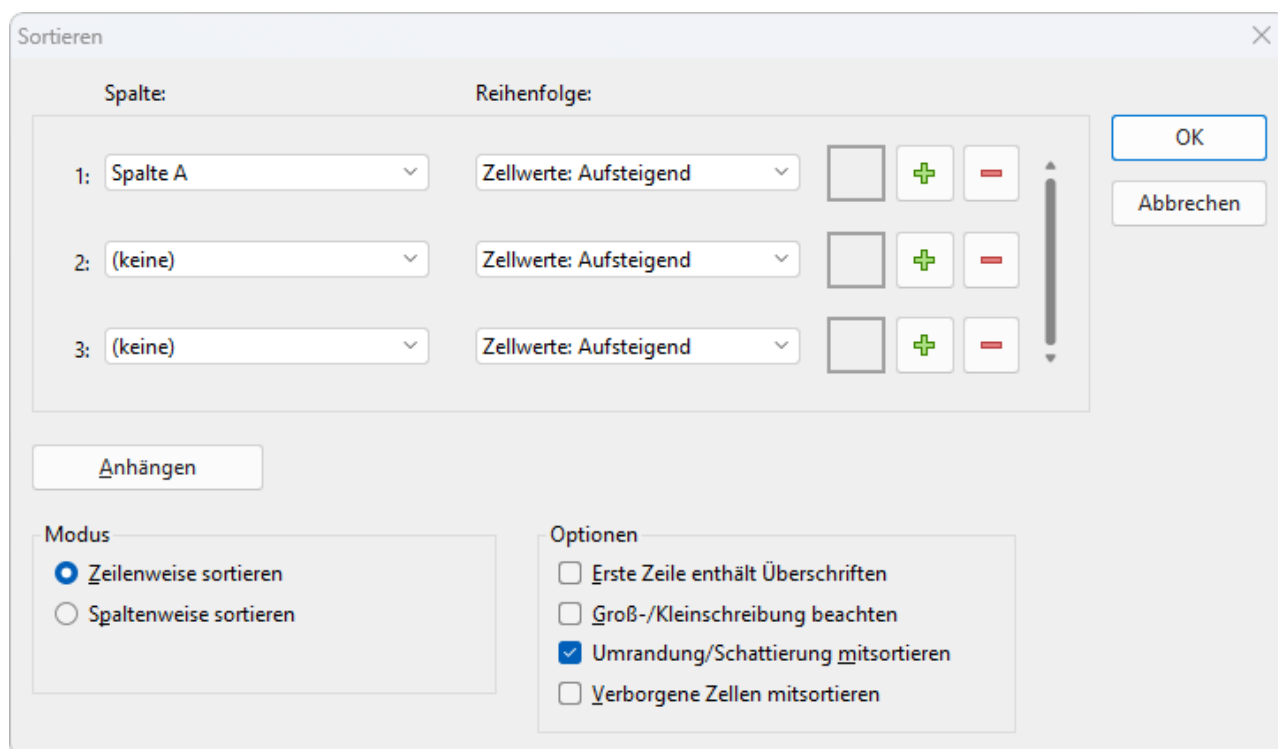 Sortieren
Spalte: Reihenfolge:
1: Spalte A Zellwerte: Aufsteigend
OK
2: (keine) Zellwerte: Aufsteigend
Abbrechen
3: (keine) Zellwerte: Aufsteigend
Anhängen
Modus
Zeilenweise sortieren
Spaltenweise sortieren
Optionen
Erste Zeile enthält Überschriften
Groß-/Kleinschreibung beachten
Umrandung/Schattierung mitsortieren
Verborgene Zellen mitsortieren